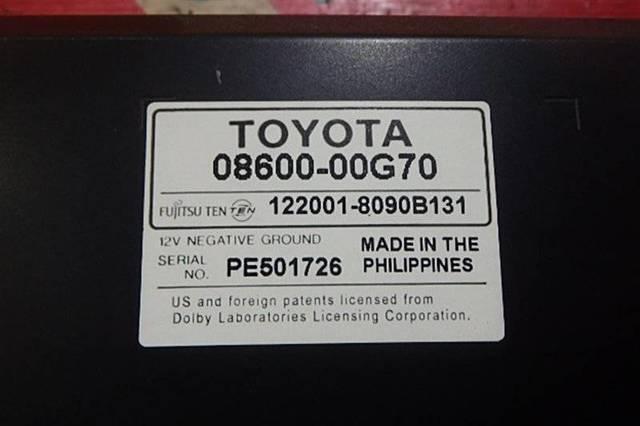 TOYOTA
08600-00G70
FUJITSU TEN TEN 122001-8090B131
12V NEGATIVE GROUND
SERIAL NO. PE501726
MADE IN THE PHILIPPINES
US and foreign patents licensed from
Dolby Laboratories Licensing Corporation.